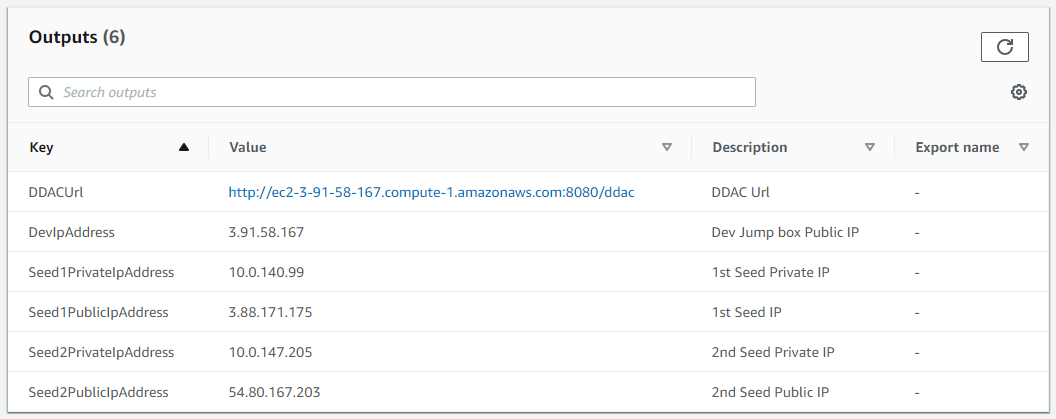 Outputs (6)
Search outputs
Key Value Description Export name
DDACUrl http://ec2-3-91-58-167.compute-1.amazonaws.com:8080/ddac DDAC Url -
DevIpAddress 3.91.58.167 Dev Jump box Public IP -
Seed1PrivateIpAddress 10.0.140.99 1st Seed Private IP -
Seed1PublicIpAddress 3.88.171.175 1st Seed IP -
Seed2PrivateIpAddress 10.0.147.205 2nd Seed Private IP -
Seed2PublicIpAddress 54.80.167.203 2nd Seed Public IP -